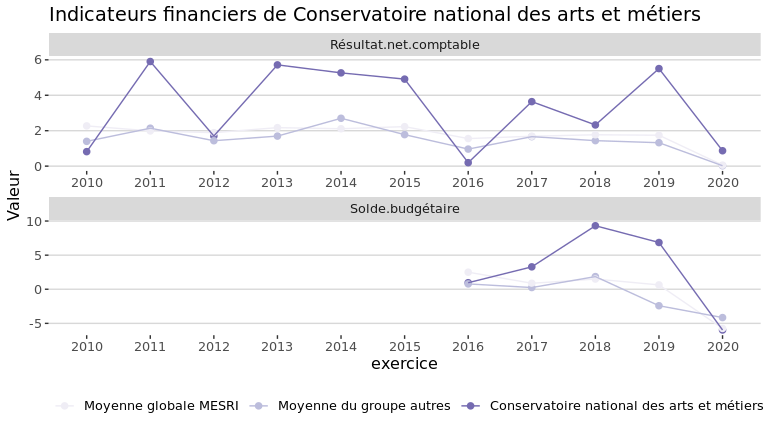 Indicateurs financiers de Conservatoire national des arts et métiers
Résultat.net.comptable
6
4
2
0
2010 2011 2012 2013 2014 2015 2016 2017 2018 2019 2020
Valeur
Solde.budgétaire
10
5
0
-5
2010 2011 2012 2013 2014 2015 2016 2017 2018 2019 2020
exercice
Moyenne globale MESRI Moyenne du groupe autres Conservatoire national des arts et métiers